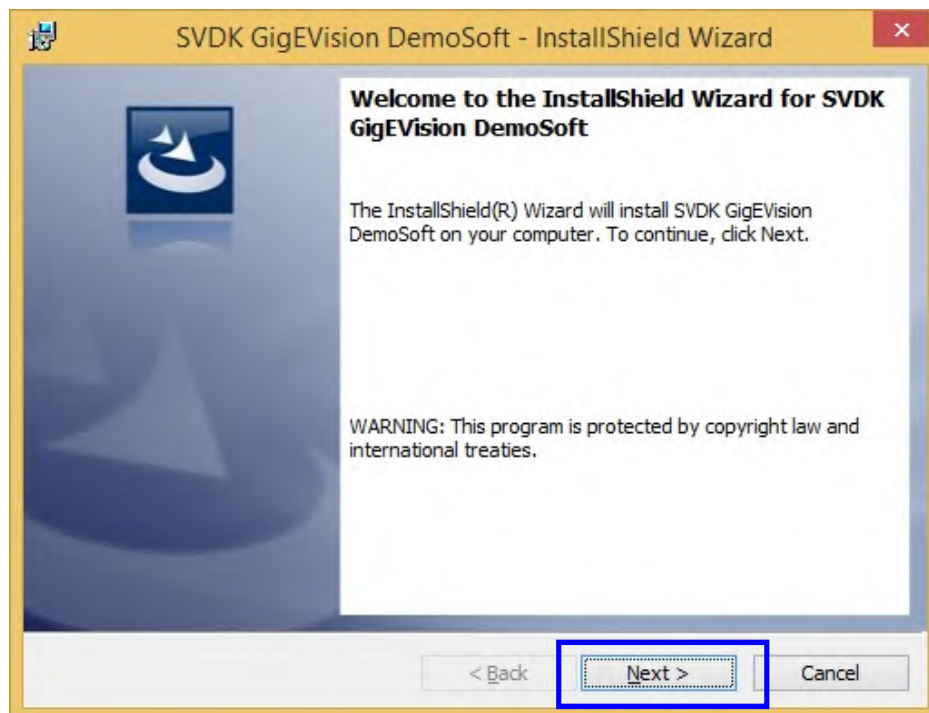 SVDK GigEVision DemoSoft - InstallShield Wizard
Welcome to the InstallShield Wizard for SVDK
GigEVision DemoSoft
The InstallShield(R) Wizard will install SVDK GigEVision
DemoSoft on your computer. To continue, click Next.
WARNING: This program is protected by copyright law and
international treaties.
< Back Next > Cancel